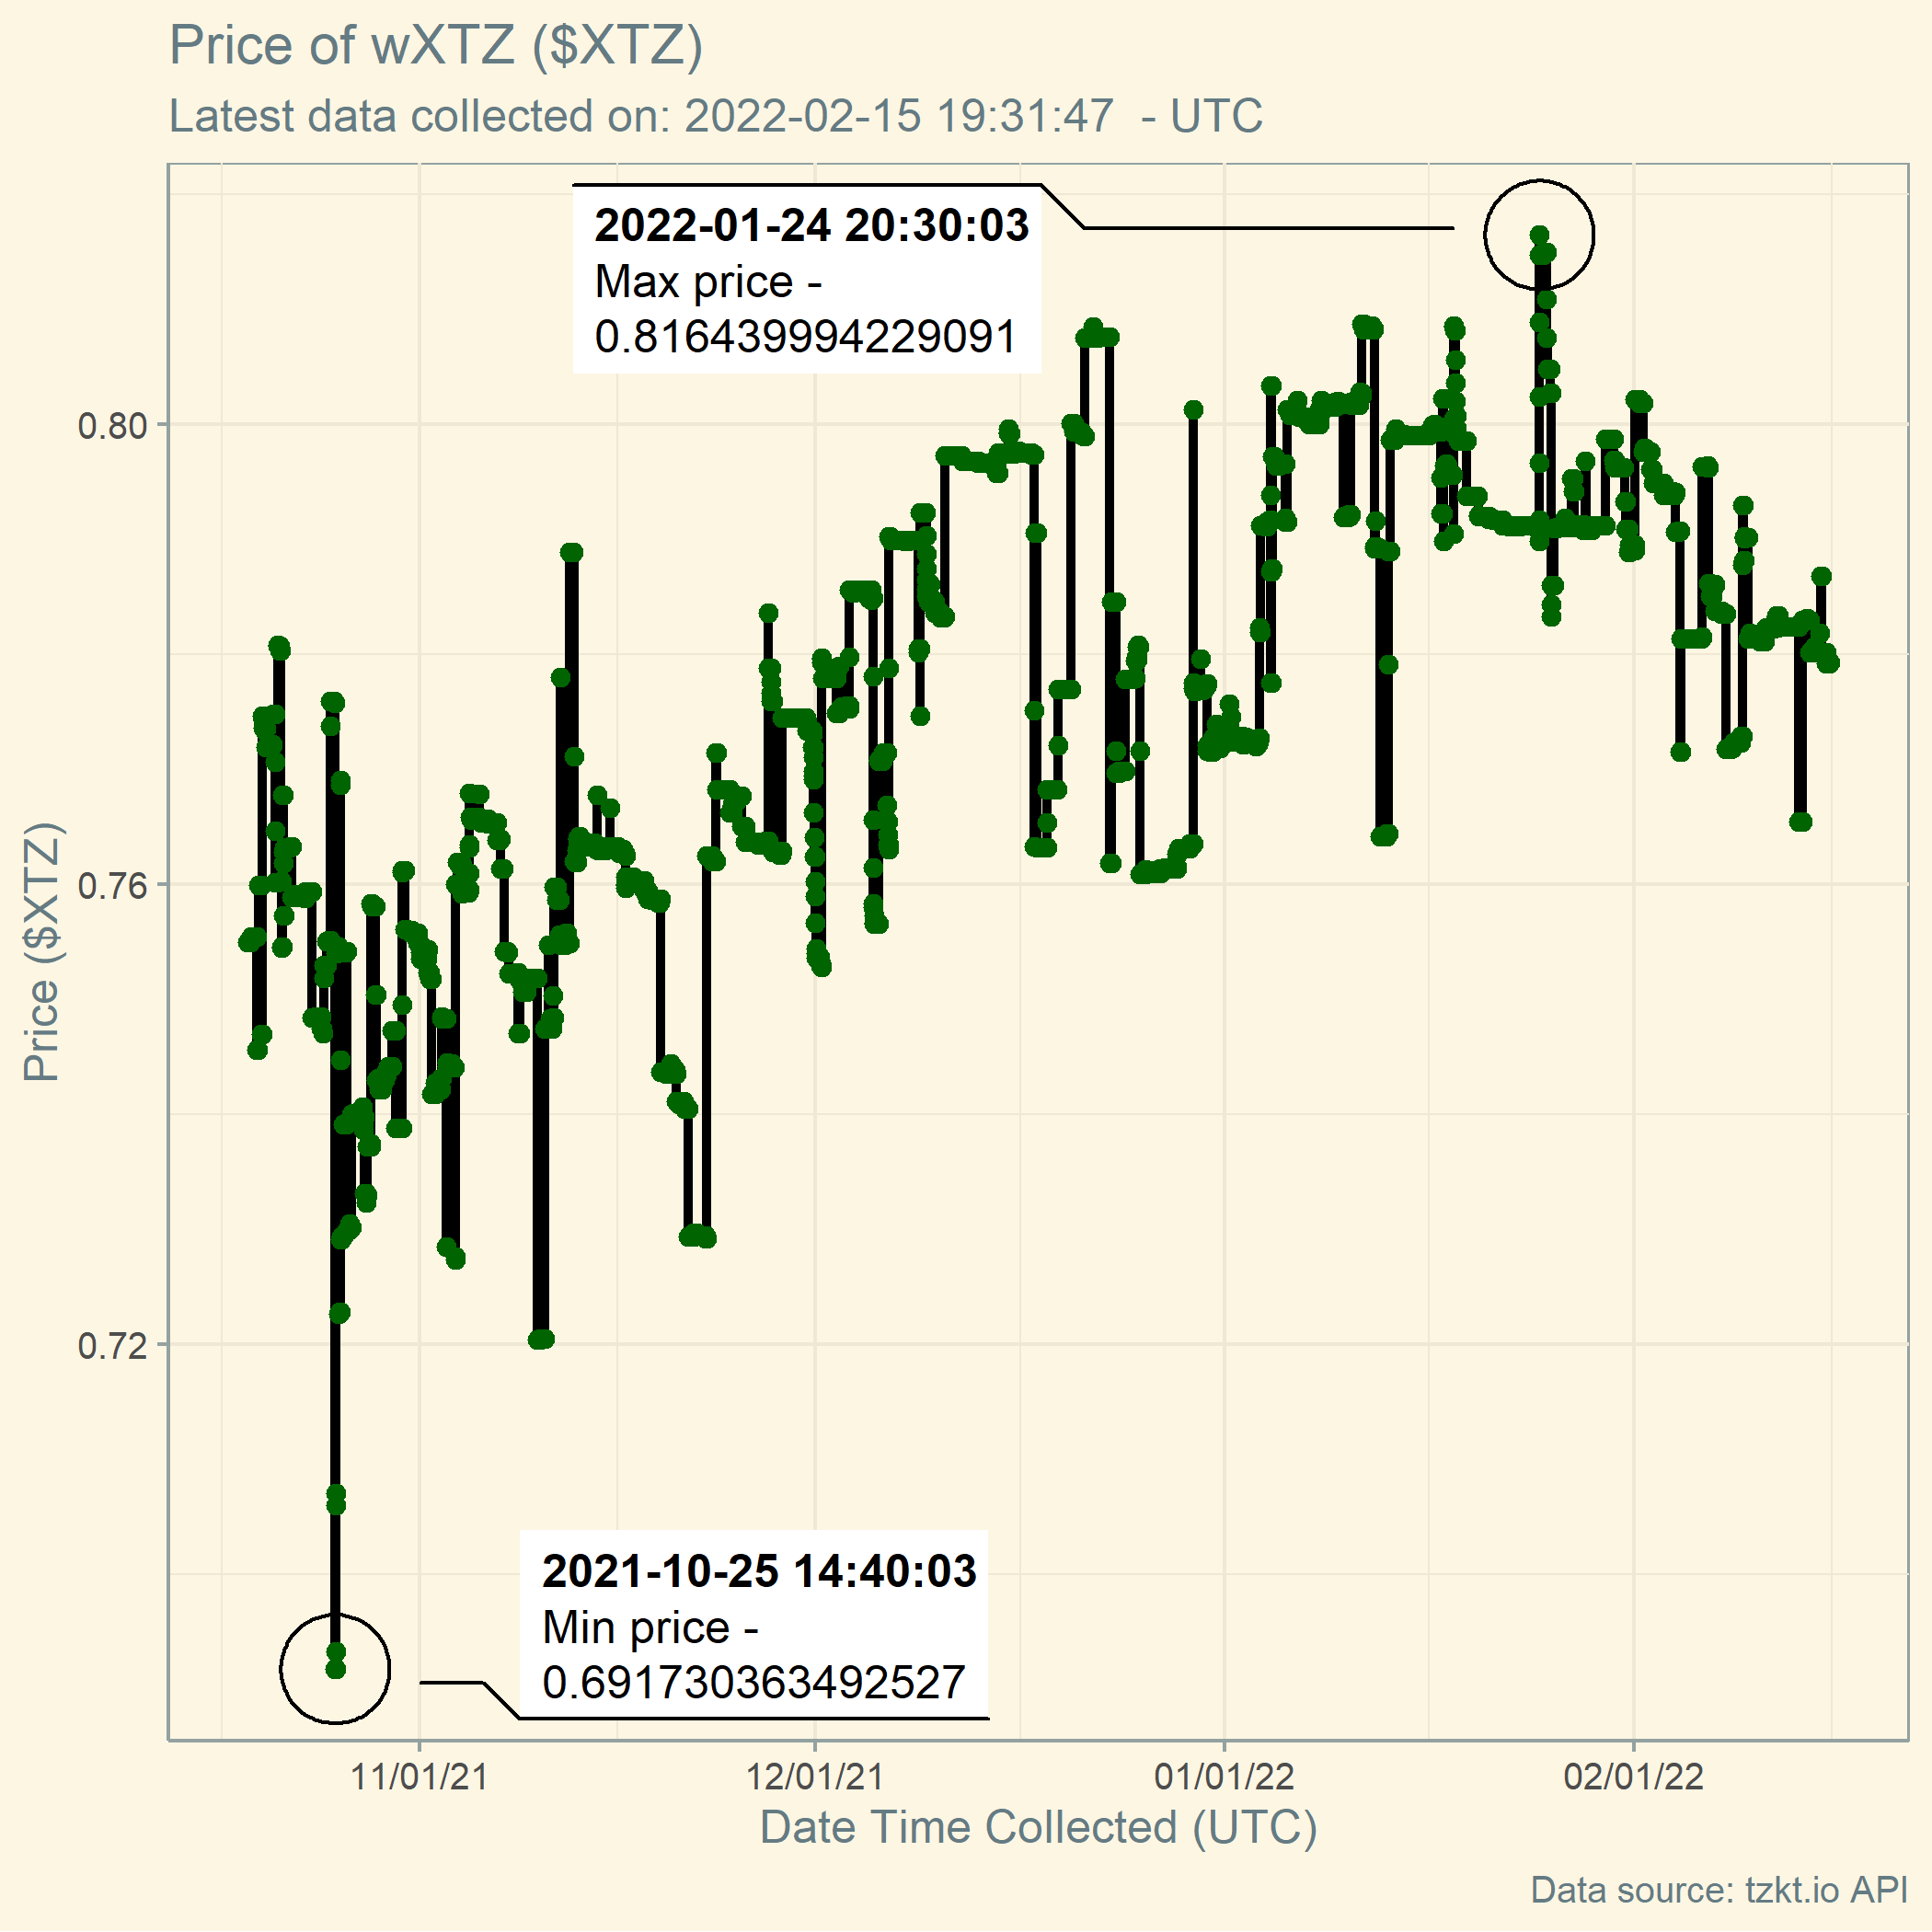 Price of wXTZ ($XTZ)
Latest data collected on: 2022-02-15 19:31:47  - UTC
2022-01-24 20:30:03
Max price -
0.816439994229091
0.80
0.76
0.72
Price ($XTZ)
2021-10-25 14:40:03
Min price -
0.691730363492527
11/01/21
12/01/21
01/01/22
02/01/22
Date Time Collected (UTC)
Data source: tzkt.io API